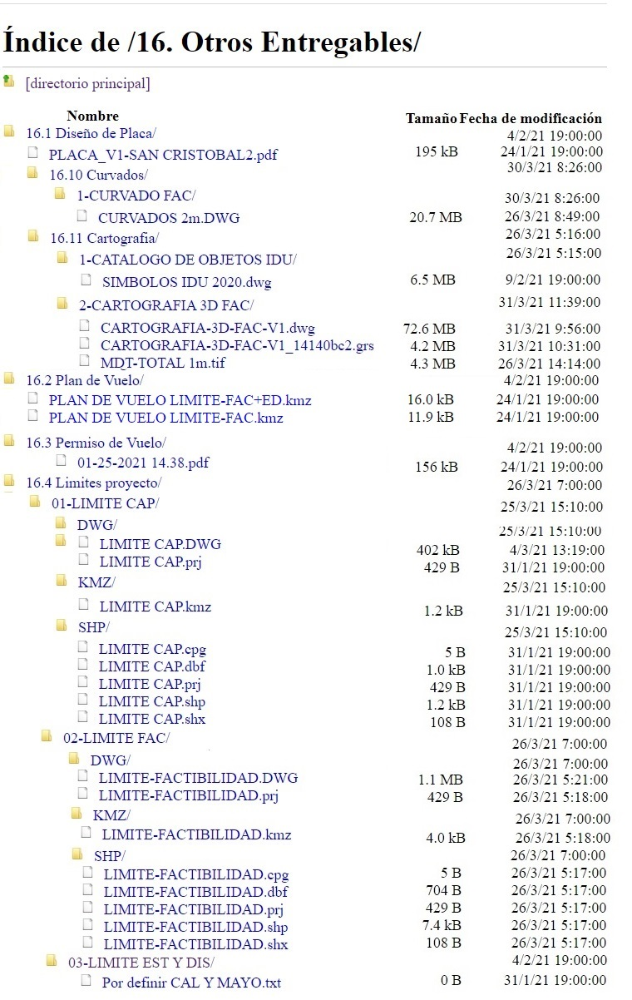 Índice de /16. Otros Entregables/
[directorio principal]
Nombre Tamaño Fecha de modificación
16.1 Diseño de Placa/ 4/2/21 19:00:00
PLACA_V1-SAN CRISTOBAL2.pdf 195 kB 24/1/21 19:00:00
16.10 Curvados/ 30/3/21 8:26:00
1-CURVADO FAC/ 30/3/21 8:26:00
CURVADOS 2m.DWG 20.7 MB 26/3/21 8:49:00
16.11 Cartografia/ 26/3/21 5:16:00
1-CATALOGO DE OBJETOS IDU/ 26/3/21 5:15:00
SIMBOLOS IDU 2020.dwg 6.5 MB 9/2/21 19:00:00
2-CARTOGRAFIA 3D FAC/ 31/3/21 11:39:00
CARTOGRAFIA-3D-FAC-V1.dwg 72.6 MB 31/3/21 9:56:00
CARTOGRAFIA-3D-FAC-V1_14140bc2.grs 4.2 MB 31/3/21 10:31:00
MDT-TOTAL 1m.tif 4.3 MB 26/3/21 14:14:00
16.2 Plan de Vuelo/ 4/2/21 19:00:00
PLAN DE VUELO LIMITE-FAC+ED.kmz 16.0 kB 24/1/21 19:00:00
PLAN DE VUELO LIMITE-FAC.kmz 11.9 kB 24/1/21 19:00:00
16.3 Permiso de Vuelo/ 4/2/21 19:00:00
01-25-2021 14.38.pdf 156 kB 24/1/21 19:00:00
16.4 Limites proyecto/ 26/3/21 7:00:00
01-LIMITE CAP/ 25/3/21 15:10:00
DWG/ 25/3/21 15:10:00
LIMITE CAP.DWG 402 kB 4/3/21 13:19:00
LIMITE CAP.prj 429 B 31/1/21 19:00:00
KMZ/ 25/3/21 15:10:00
LIMITE CAP.kmz 1.2 kB 31/1/21 19:00:00
SHP/ 25/3/21 15:10:00
LIMITE CAP.cpg 5 B 31/1/21 19:00:00
LIMITE CAP.dbf 1.0 kB 31/1/21 19:00:00
LIMITE CAP.prj 429 B 31/1/21 19:00:00
LIMITE CAP.shp 1.2 kB 31/1/21 19:00:00
LIMITE CAP.shx 108 B 31/1/21 19:00:00
02-LIMITE FAC/ 26/3/21 7:00:00
DWG/ 26/3/21 7:00:00
LIMITE-FACTIBILIDAD.DWG 1.1 MB 26/3/21 5:21:00
LIMITE-FACTIBILIDAD.prj 429 B 26/3/21 5:18:00
KMZ/ 26/3/21 7:00:00
LIMITE-FACTIBILIDAD.kmz 4.0 kB 26/3/21 5:18:00
SHP/ 26/3/21 7:00:00
LIMITE-FACTIBILIDAD.cpg 5 B 26/3/21 5:17:00
LIMITE-FACTIBILIDAD.dbf 704 B 26/3/21 5:17:00
LIMITE-FACTIBILIDAD.prj 429 B 26/3/21 5:17:00
LIMITE-FACTIBILIDAD.shp 7.4 kB 26/3/21 5:17:00
LIMITE-FACTIBILIDAD.shx 108 B 26/3/21 5:17:00
03-LIMITE EST Y DIS/ 4/2/21 19:00:00
Por definir CAL Y MAYO.txt 0 B 31/1/21 19:00:00